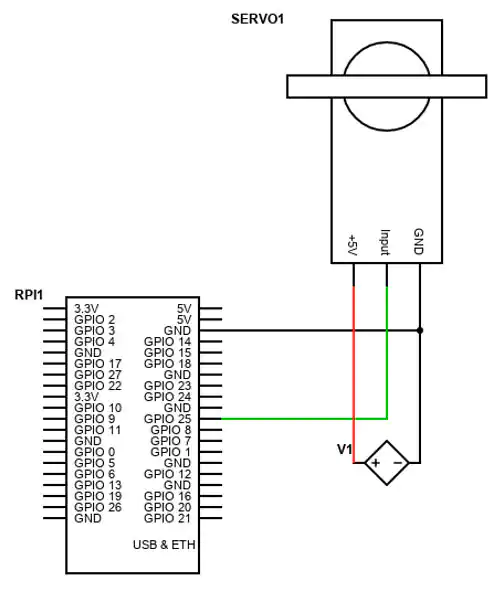 SERVO1
+5V
Input
GND
RPI1
3.3V 5V
GPIO 2 5V
GPIO 3 GND
GPIO 4 GPIO 14
GND GPIO 15
GPIO 17 GPIO 18
GPIO 27 GND
GPIO 22 GPIO 23
3.3V GPIO 24
GPIO 10 GND
GPIO 9 GPIO 25
GPIO 11 GPIO 8
GND GPIO 7
GPIO 0 GPIO 1
GPIO 5 GND
GPIO 6 GPIO 12
GPIO 13 GND
GPIO 19 GPIO 16
GPIO 26 GPIO 20
GND GPIO 21
USB & ETH
V1
+ −